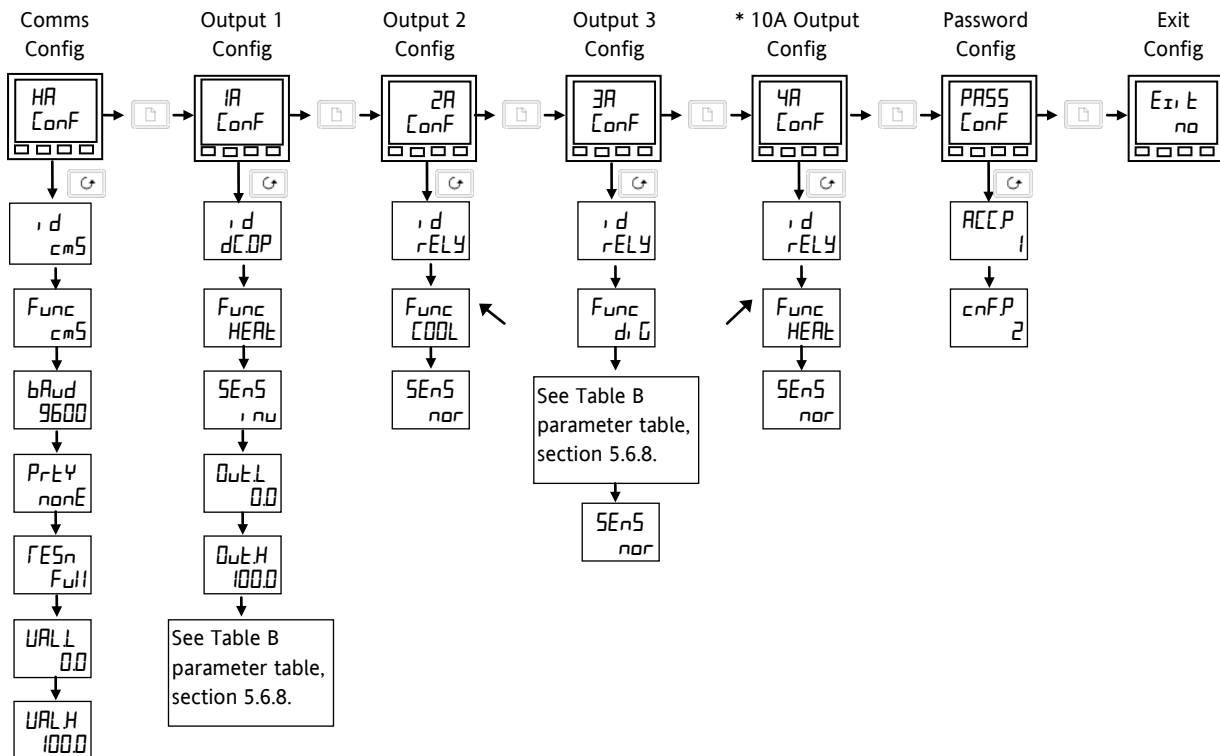 Comms
Config
HA
ConF
id
cmS
Func
cmS
bAud
9600
PrtY
nonE
rESn
Full
VAL.L
0.0
VAL.H
100.0
Output 1
Config
1A
ConF
id
dC.OP
Func
HEAt
SEnS
inv
Out.L
0.0
Out.H
100.0
See Table B
parameter table,
section 5.6.8.
Output 2
Config
2A
ConF
id
rELY
Func
COOL
SEnS
nor
Output 3
Config
3A
ConF
id
rELY
Func
diG
See Table B
parameter table,
section 5.6.8.
SEnS
nor
* 10A Output
Config
4A
ConF
id
rELY
Func
HEAt
SEnS
nor
Password
Config
PASS
ConF
ACC.P
1
cnF.P
2
Exit
Config
Exit
no